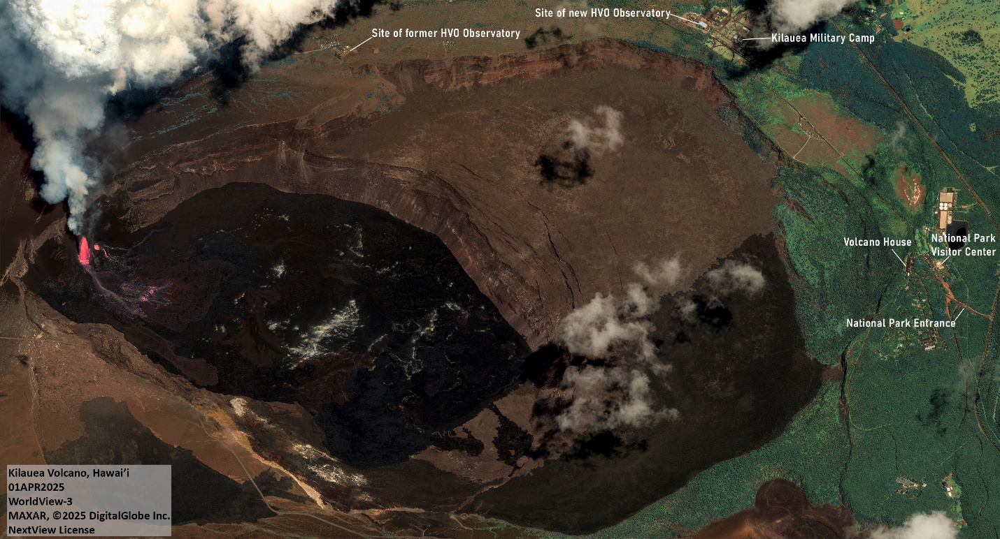 Site of new HVO Observatory
Site of former HVO Observatory
Kilauea Military Camp
Volcano House
National Park
Visitor Center
National Park Entrance
Kilauea Volcano, Hawai’i
01APR2025
WorldView-3
MAXAR, ©2025 DigitalGlobe Inc.
NextView License